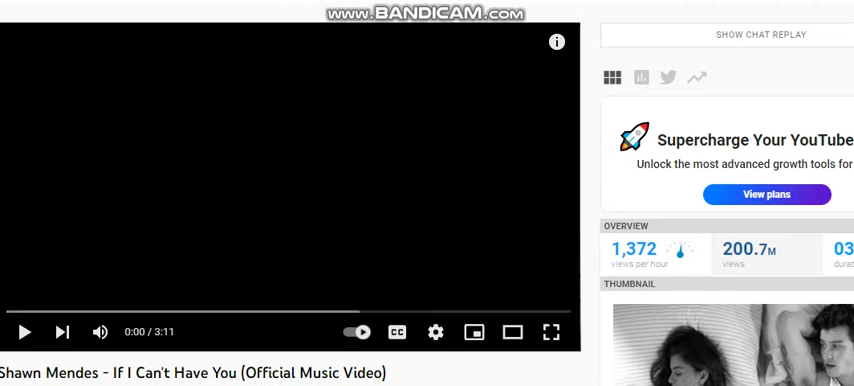 www.BANDICAM.com
SHOW CHAT REPLAY
Supercharge Your YouTube
Unlock the most advanced growth tools for
View plans
OVERVIEW
1,372
200.7M
03
views per hour
views
durat
THUMBNAIL
0:00 / 3:11
CC
Shawn Mendes - If I Can't Have You (Official Music Video)